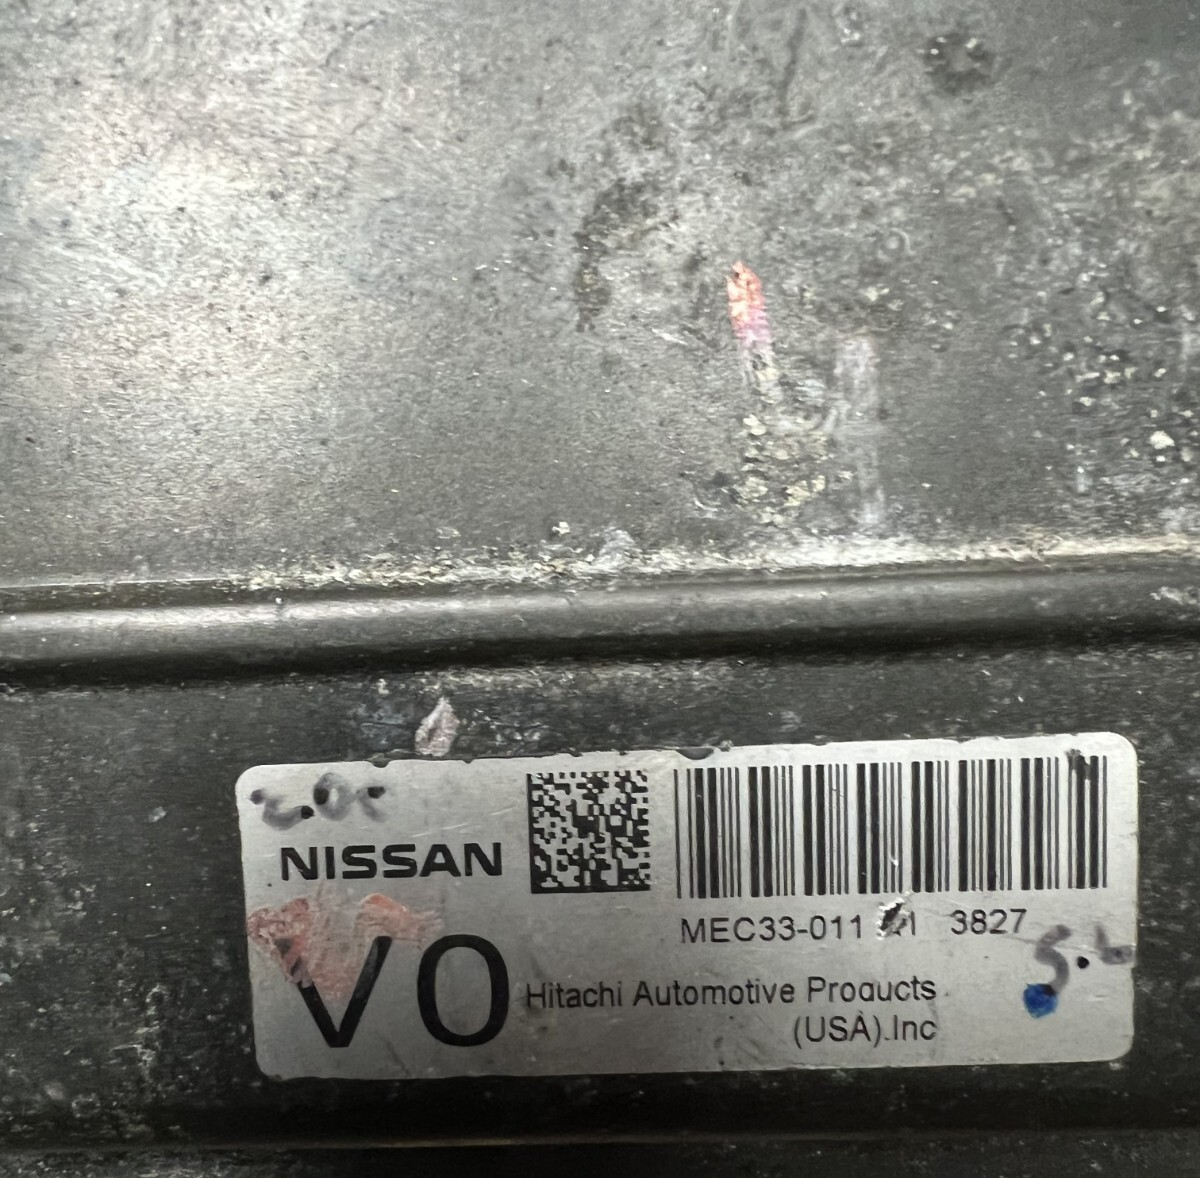 NISSAN
V0
MEC33-011 3827
Hitachi Automotive Products
(USA).Inc